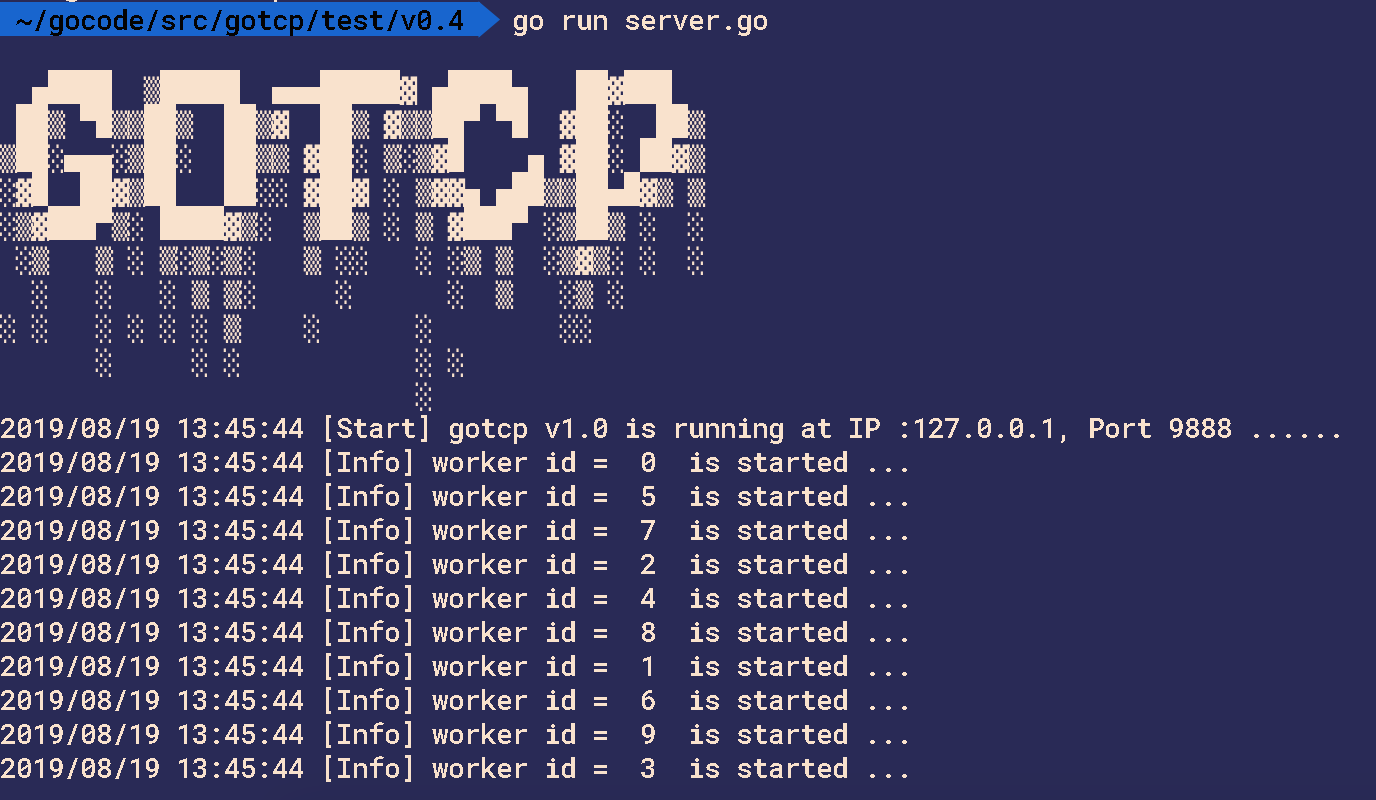 ~/gocode/src/gotcp/test/v0.4 go run server.go
GOTCP
2019/08/19 13:45:44 [Start] gotcp v1.0 is running at IP :127.0.0.1, Port 9888 ......
2019/08/19 13:45:44 [Info] worker id =  0  is started ...
2019/08/19 13:45:44 [Info] worker id =  5  is started ...
2019/08/19 13:45:44 [Info] worker id =  7  is started ...
2019/08/19 13:45:44 [Info] worker id =  2  is started ...
2019/08/19 13:45:44 [Info] worker id =  4  is started ...
2019/08/19 13:45:44 [Info] worker id =  8  is started ...
2019/08/19 13:45:44 [Info] worker id =  1  is started ...
2019/08/19 13:45:44 [Info] worker id =  6  is started ...
2019/08/19 13:45:44 [Info] worker id =  9  is started ...
2019/08/19 13:45:44 [Info] worker id =  3  is started ...